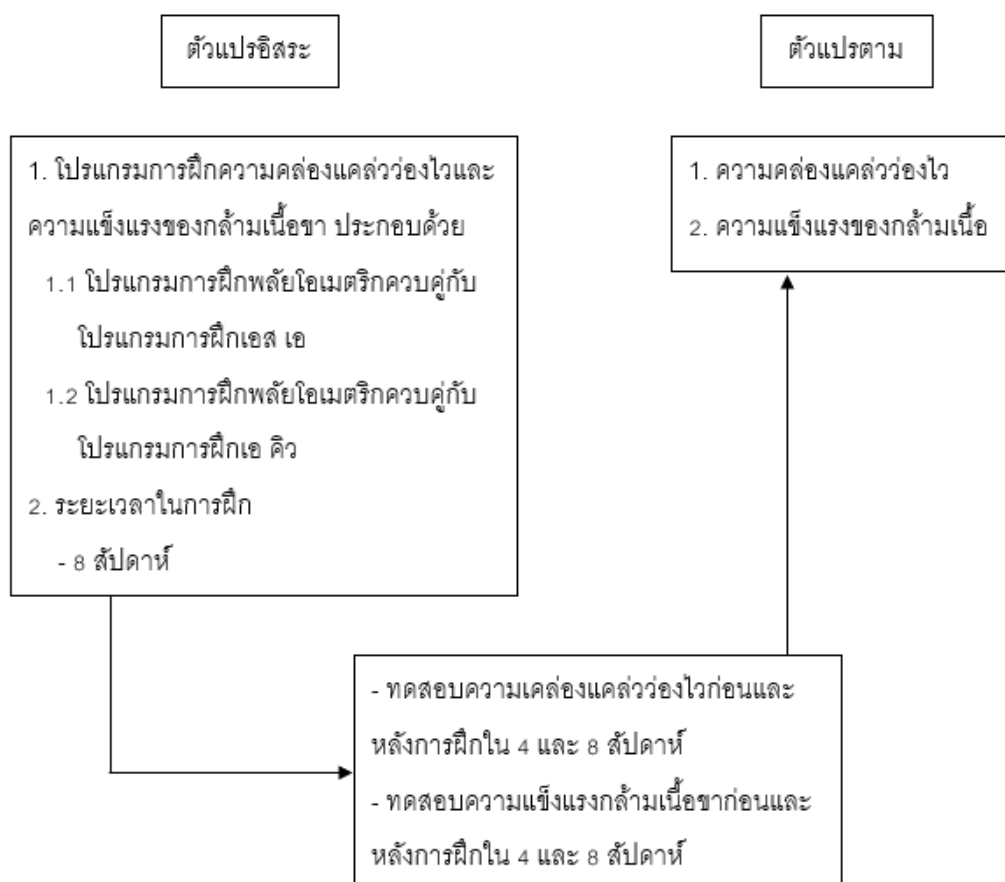 ตัวแปรอิสระ
ตัวแปรตาม
1. โปรแกรมการฝึกความคล่องแคล่วว่องไวและ
ความแข็งแรงของกล้ามเนื้อขา ประกอบด้วย
1.1 โปรแกรมการฝึกพลัยโอเมตริกควบคู่กับ
โปรแกรมการฝึกเอส เอ
1.2 โปรแกรมการฝึกพลัยโอเมตริกควบคู่กับ
โปรแกรมการฝึกเอ คิว
2. ระยะเวลาในการฝึก
- 8 สัปดาห์
1. ความคล่องแคล่วว่องไว
2. ความแข็งแรงของกล้ามเนื้อ
- ทดสอบความเคล่องแคล่วว่องไวก่อนและ
หลังการฝึกใน 4 และ 8 สัปดาห์
- ทดสอบความแข็งแรงกล้ามเนื้อขาก่อนและ
หลังการฝึกใน 4 และ 8 สัปดาห์